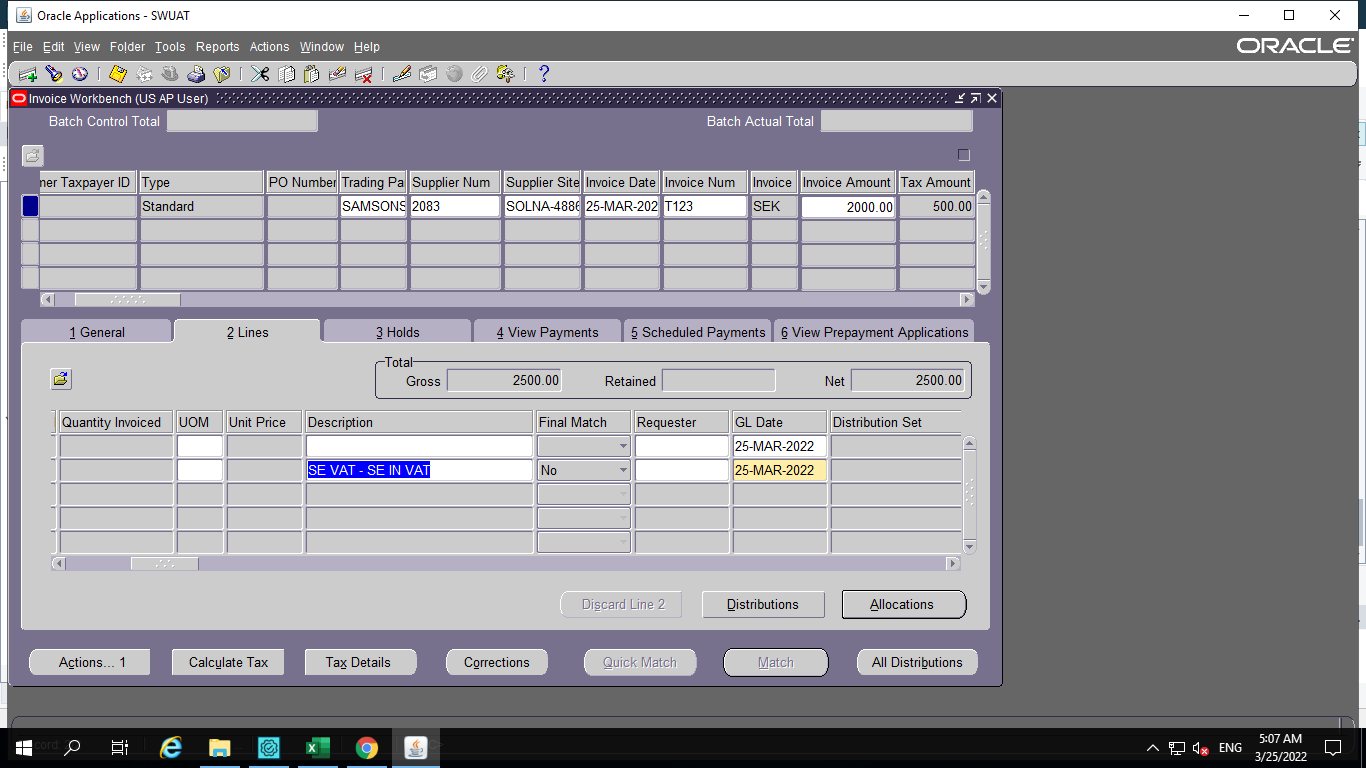 Oracle Applications - SWUAT
File Edit View Folder Tools Reports Actions Window Help
ORACLE
Invoice Workbench (US AP User)
Batch Control Total Batch Actual Total
ner Taxpayer ID Type PO Number Trading Pa Supplier Num Supplier Site Invoice Date Invoice Num Invoice Invoice Amount Tax Amount
Standard SAMSONS 2083 SOLNA-4886 25-MAR-202 T123 SEK 2000.00 500.00
1 General 2 Lines 3 Holds 4 View Payments 5 Scheduled Payments 6 View Prepayment Applications
Total
Gross 2500.00 Retained Net 2500.00
Quantity Invoiced UOM Unit Price Description Final Match Requester GL Date Distribution Set
25-MAR-2022
SE VAT - SE IN VAT No 25-MAR-2022
Discard Line 2 Distributions Allocations
Actions... 1 Calculate Tax Tax Details Corrections Quick Match Match All Distributions
ENG
5:07 AM
3/25/2022